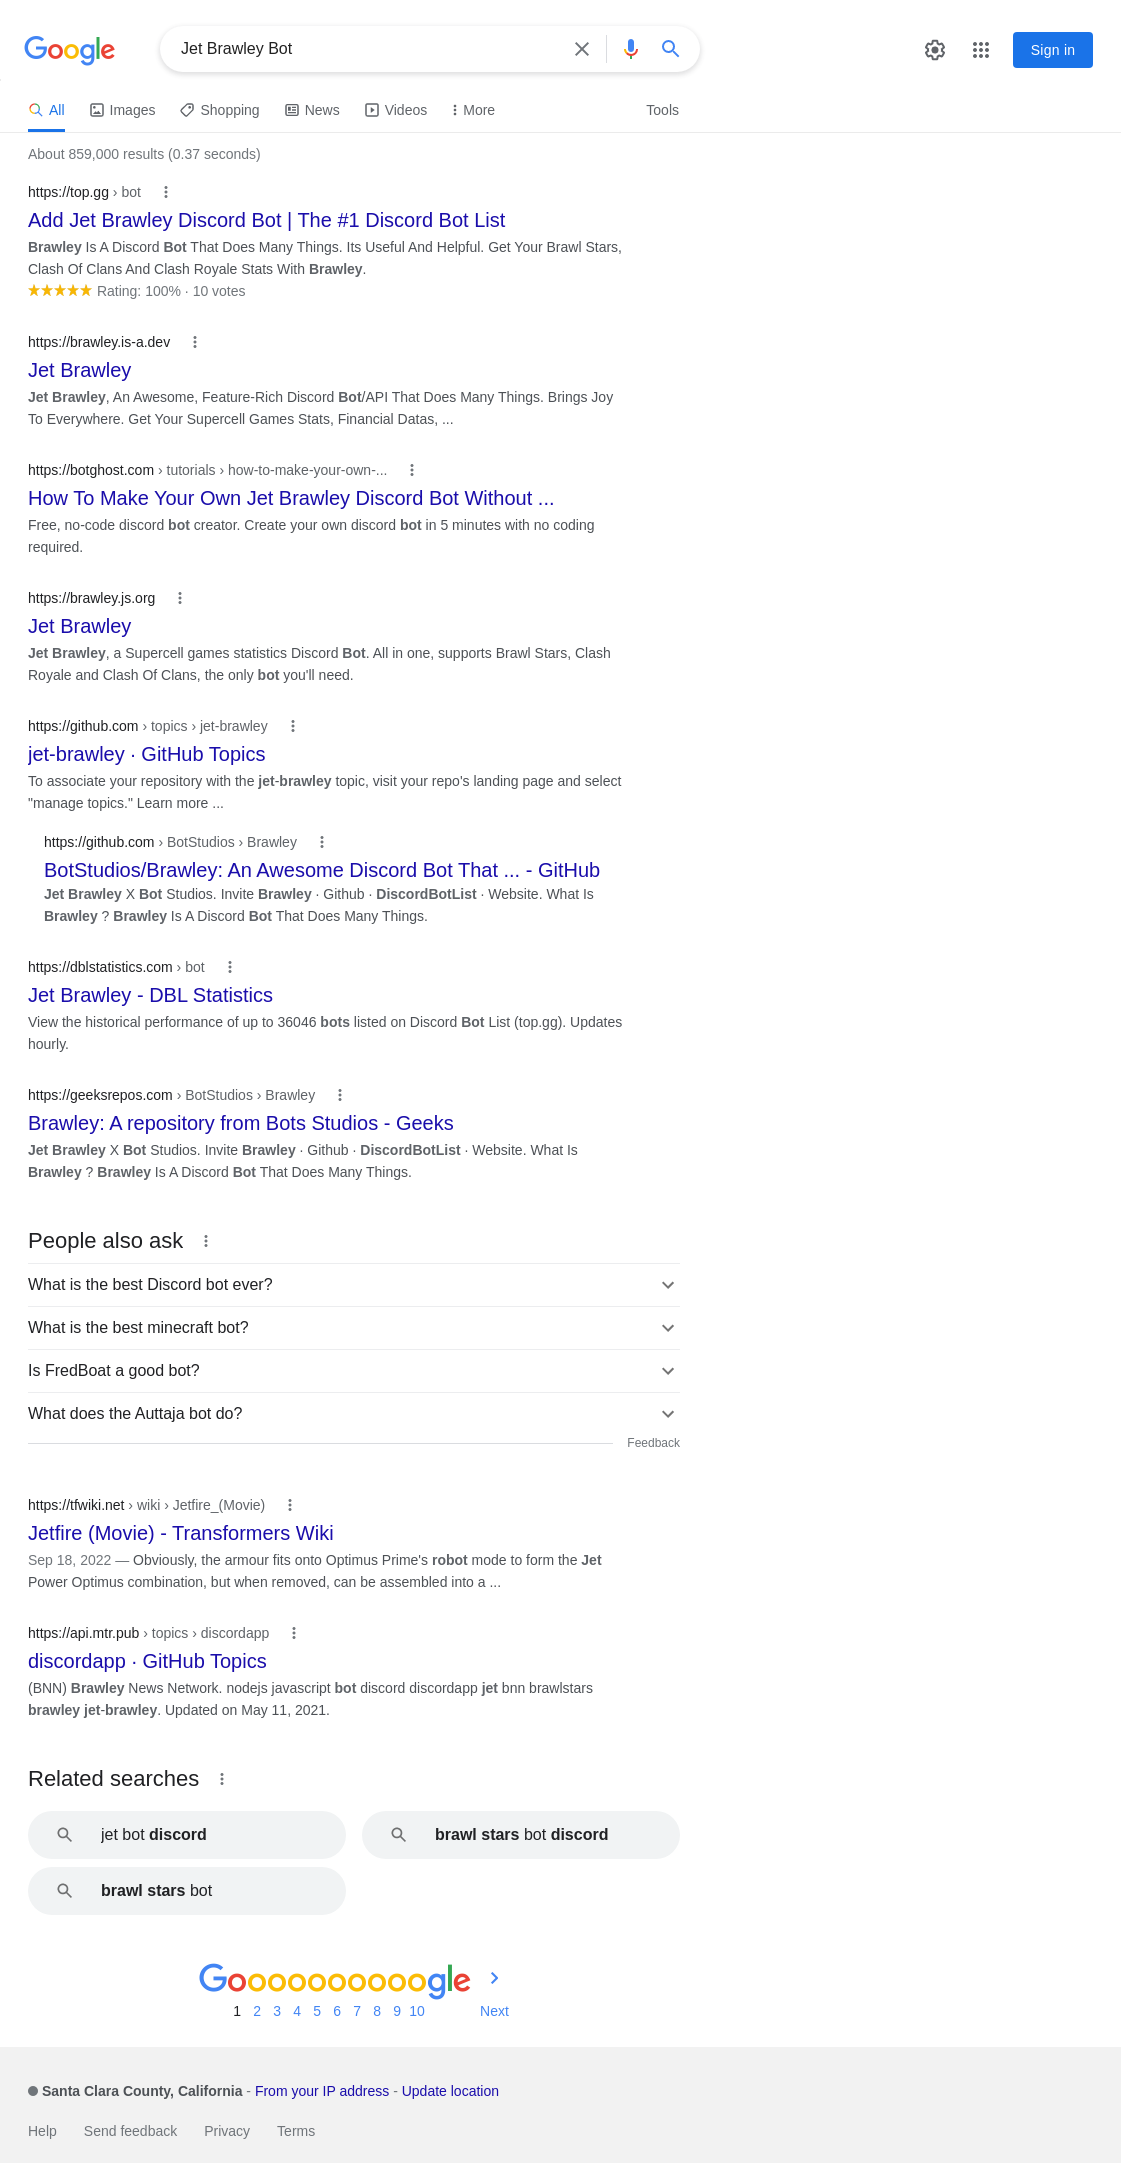 Google
Jet Brawley Bot
Sign in
All Images Shopping News Videos More Tools
About 859,000 results (0.37 seconds)
https://top.gg › bot
Add Jet Brawley Discord Bot | The #1 Discord Bot List
Brawley Is A Discord Bot That Does Many Things. Its Useful And Helpful. Get Your Brawl Stars,
Clash Of Clans And Clash Royale Stats With Brawley.
Rating: 100% · 10 votes
https://brawley.is-a.dev
Jet Brawley
Jet Brawley, An Awesome, Feature-Rich Discord Bot/API That Does Many Things. Brings Joy
To Everywhere. Get Your Supercell Games Stats, Financial Datas, ...
https://botghost.com › tutorials › how-to-make-your-own-...
How To Make Your Own Jet Brawley Discord Bot Without ...
Free, no-code discord bot creator. Create your own discord bot in 5 minutes with no coding
required.
https://brawley.js.org
Jet Brawley
Jet Brawley, a Supercell games statistics Discord Bot. All in one, supports Brawl Stars, Clash
Royale and Clash Of Clans, the only bot you'll need.
https://github.com › topics › jet-brawley
jet-brawley · GitHub Topics
To associate your repository with the jet-brawley topic, visit your repo's landing page and select
"manage topics." Learn more ...
https://github.com › BotStudios › Brawley
BotStudios/Brawley: An Awesome Discord Bot That ... - GitHub
Jet Brawley X Bot Studios. Invite Brawley · Github · DiscordBotList · Website. What Is
Brawley ? Brawley Is A Discord Bot That Does Many Things.
https://dblstatistics.com › bot
Jet Brawley - DBL Statistics
View the historical performance of up to 36046 bots listed on Discord Bot List (top.gg). Updates
hourly.
https://geeksrepos.com › BotStudios › Brawley
Brawley: A repository from Bots Studios - Geeks
Jet Brawley X Bot Studios. Invite Brawley · Github · DiscordBotList · Website. What Is
Brawley ? Brawley Is A Discord Bot That Does Many Things.
People also ask
What is the best Discord bot ever?
What is the best minecraft bot?
Is FredBoat a good bot?
What does the Auttaja bot do?
Feedback
https://tfwiki.net › wiki › Jetfire_(Movie)
Jetfire (Movie) - Transformers Wiki
Sep 18, 2022 — Obviously, the armour fits onto Optimus Prime's robot mode to form the Jet
Power Optimus combination, but when removed, can be assembled into a ...
https://api.mtr.pub › topics › discordapp
discordapp · GitHub Topics
(BNN) Brawley News Network. nodejs javascript bot discord discordapp jet bnn brawlstars
brawley jet-brawley. Updated on May 11, 2021.
Related searches
jet bot discord
brawl stars bot discord
brawl stars bot
Goooooooooogle
1 2 3 4 5 6 7 8 9 10 Next
Santa Clara County, California - From your IP address - Update location
Help Send feedback Privacy Terms